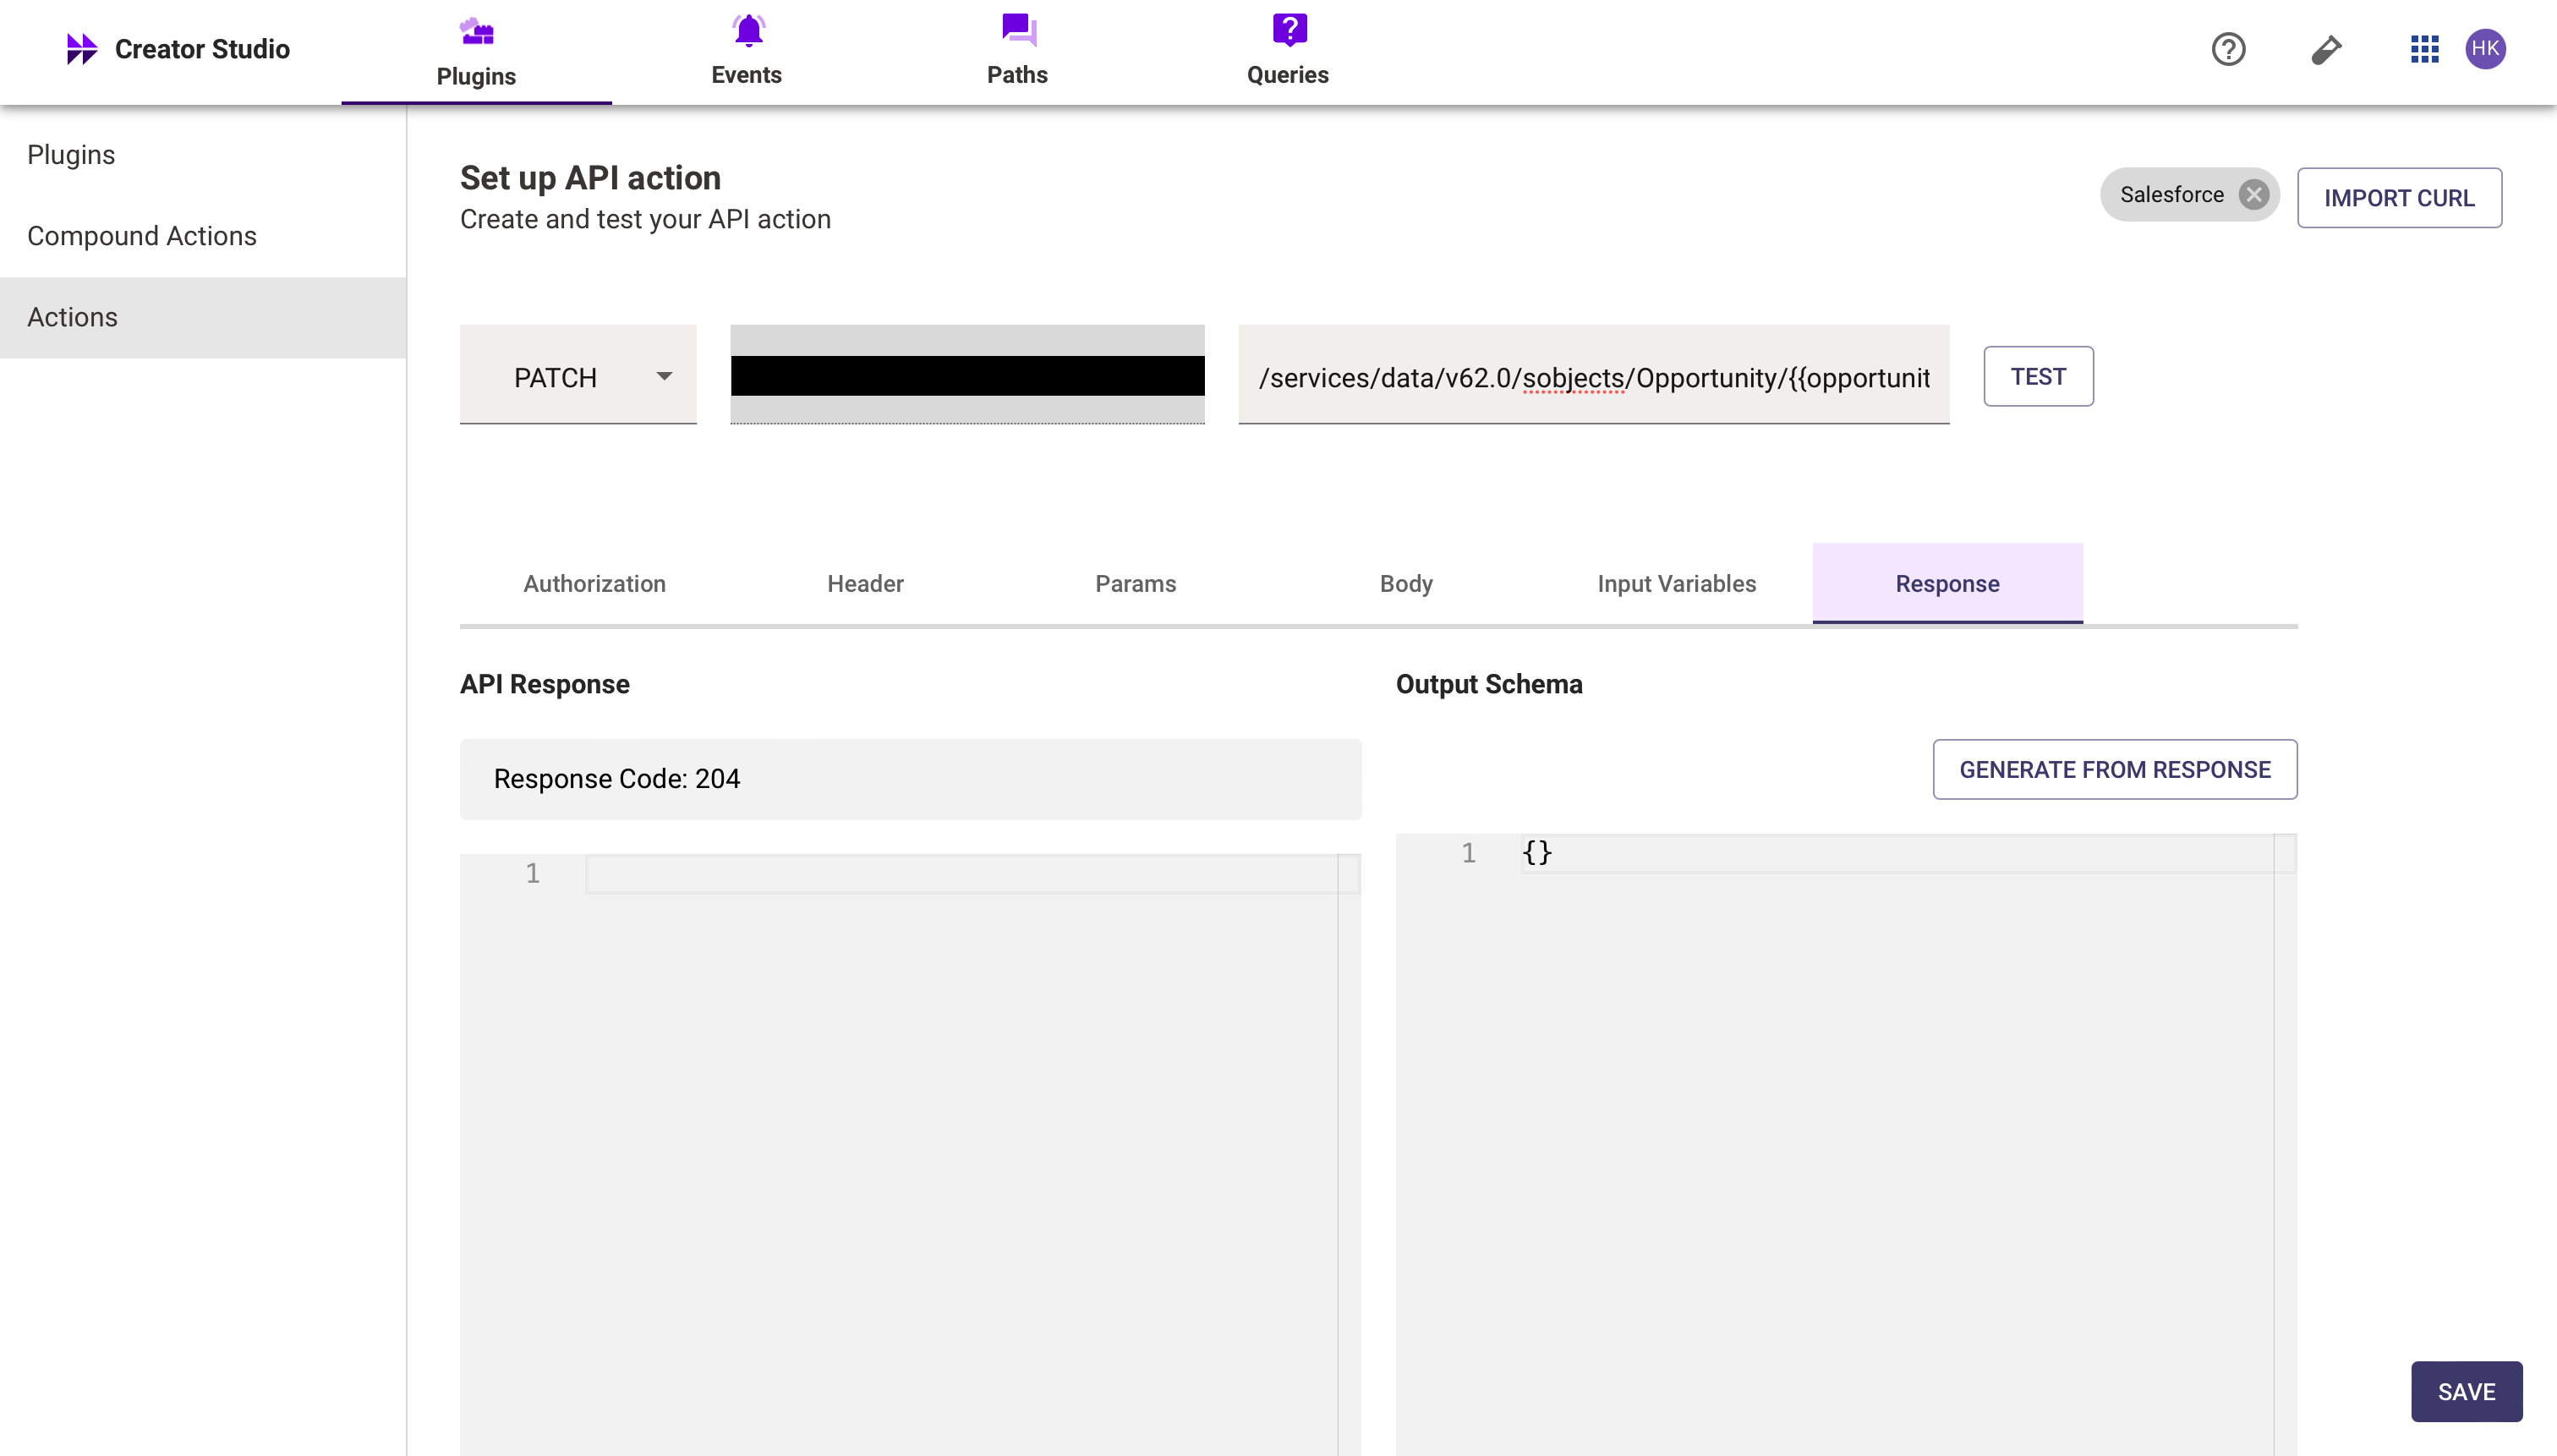 Creator Studio
Plugins
Events
Paths
Queries
?
?
HK
Plugins
Compound Actions
Actions
Set up API action
Create and test your API action
Salesforce
IMPORT CURL
PATCH
/services/data/v62.0/sobjects/Opportunity/{{opportunit
TEST
Authorization
Header
Params
Body
Input Variables
Response
API Response
Output Schema
Response Code: 204
GENERATE FROM RESPONSE
1
1 {}
SAVE